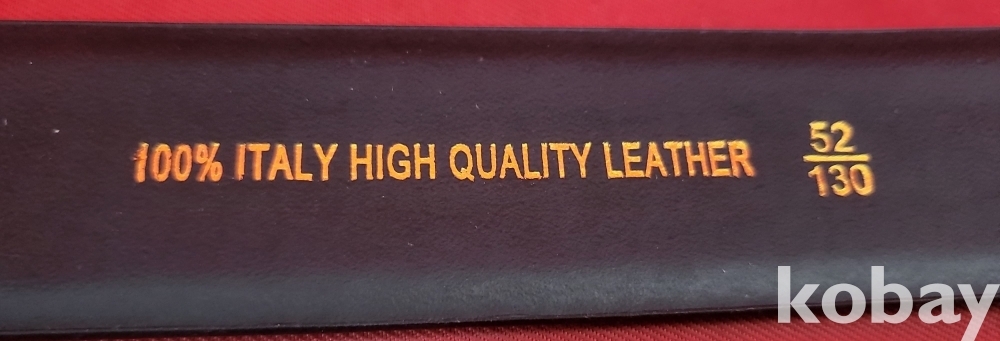 100% ITALY HIGH QUALITY LEATHER 52
130
kobay